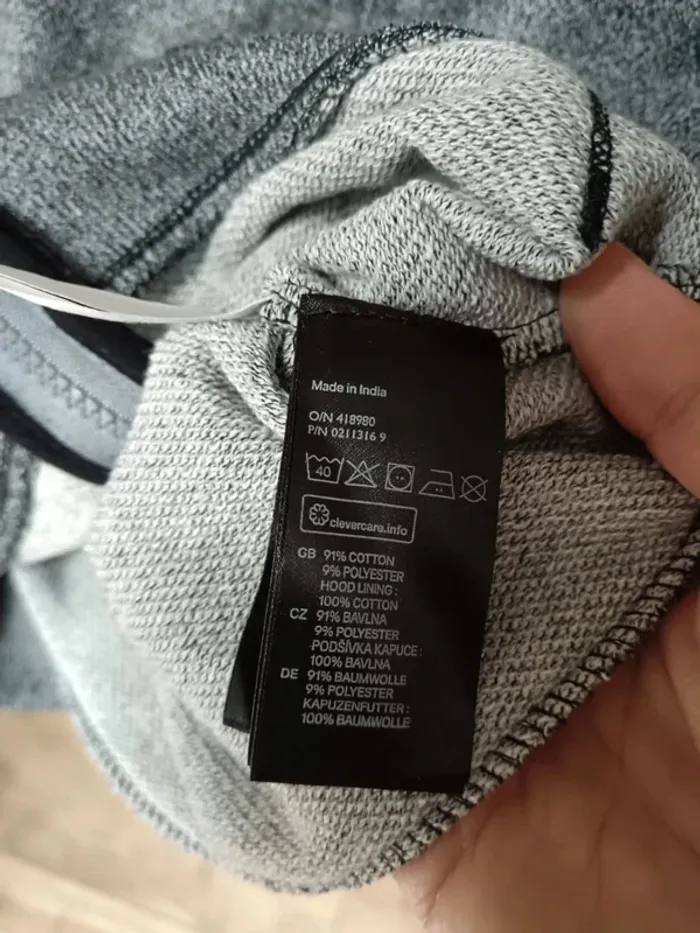 Made in India
O/N 418980
P/N 0211316 9
40
clevercare.info
GB 91% COTTON
9% POLYESTER
HOOD LINING :
100% COTTON
CZ 91% BAVLNA
9% POLYESTER
PODŠÍVKA KAPUCE :
100% BAVLNA
DE 91% BAUMWOLLE
9% POLYESTER
KAPUZENFUTTER :
100% BAUMWOLLE